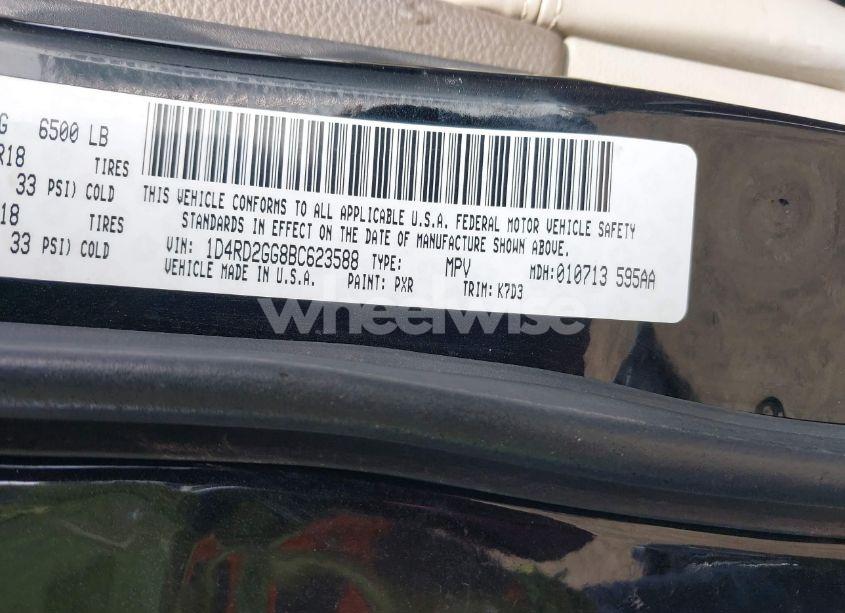 G 6500 LB
R18 TIRES
33 PSI) COLD
18 TIRES
33 PSI) COLD
THIS VEHICLE CONFORMS TO ALL APPLICABLE U.S.A. FEDERAL MOTOR VEHICLE SAFETY
STANDARDS IN EFFECT ON THE DATE OF MANUFACTURE SHOWN ABOVE.
VIN: 1D4RD2GG8BC623588 TYPE: MPV MDH:010713 595AA
VEHICLE MADE IN U.S.A. PAINT: PXR TRIM: K7D3
wheelwise